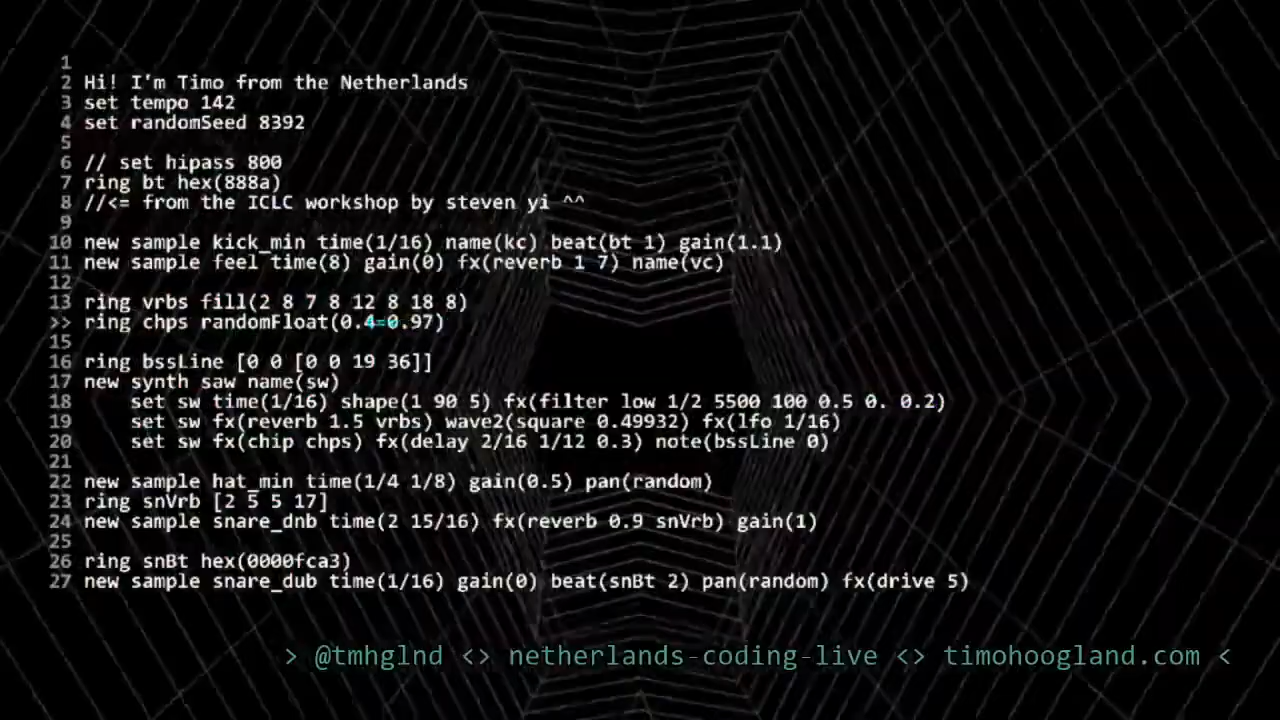 1
2 Hi! I'm Timo from the Netherlands
3 set tempo 142
4 set randomSeed 8392
5
6 // set hipass 800
7 ring bt hex(888a)
8 //<= from the ICLC workshop by steven yi ^^
9
10 new sample kick_min time(1/16) name(kc) beat(bt 1) gain(1.1)
11 new sample feel time(8) gain(0) fx(reverb 1 7) name(vc)
12
13 ring vrbs fill(2 8 7 8 12 8 18 8)
>> ring chps randomFloat(0.4=0.97)
15
16 ring bssLine [0 0 [0 0 19 36]]
17 new synth saw name(sw)
18 set sw time(1/16) shape(1 90 5) fx(filter low 1/2 5500 100 0.5 0. 0.2)
19 set sw fx(reverb 1.5 vrbs) wave2(square 0.49932) fx(lfo 1/16)
20 set sw fx(chip chps) fx(delay 2/16 1/12 0.3) note(bssLine 0)
21
22 new sample hat_min time(1/4 1/8) gain(0.5) pan(random)
23 ring snVrb [2 5 5 17]
24 new sample snare_dnb time(2 15/16) fx(reverb 0.9 snVrb) gain(1)
25
26 ring snBt hex(0000fca3)
27 new sample snare_dub time(1/16) gain(0) beat(snBt 2) pan(random) fx(drive 5)
> @tmhglnd <> netherlands-coding-live <> timohoogland.com <